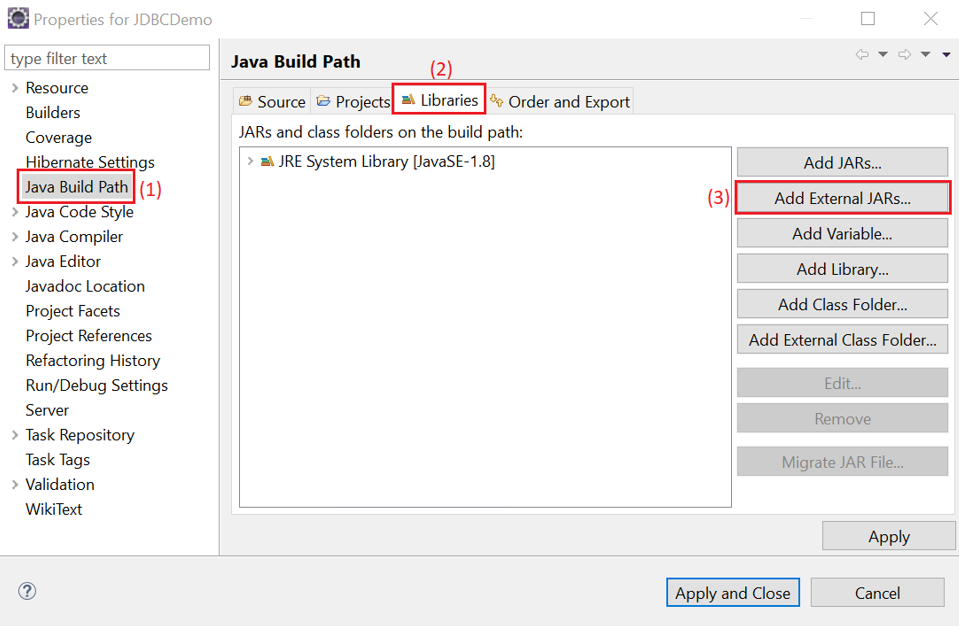 Properties for JDBCDemo
type filter text
Resource
Builders
Coverage
Hibernate Settings
Java Build Path (1)
Java Code Style
Java Compiler
Java Editor
Javadoc Location
Project Facets
Project References
Refactoring History
Run/Debug Settings
Server
Task Repository
Task Tags
Validation
WikiText
Java Build Path
(2)
Source Projects Libraries Order and Export
JARs and class folders on the build path:
JRE System Library [JavaSE-1.8]
Add JARs...
(3) Add External JARs...
Add Variable...
Add Library...
Add Class Folder...
Add External Class Folder...
Edit...
Remove
Migrate JAR File...
Apply
? Apply and Close Cancel